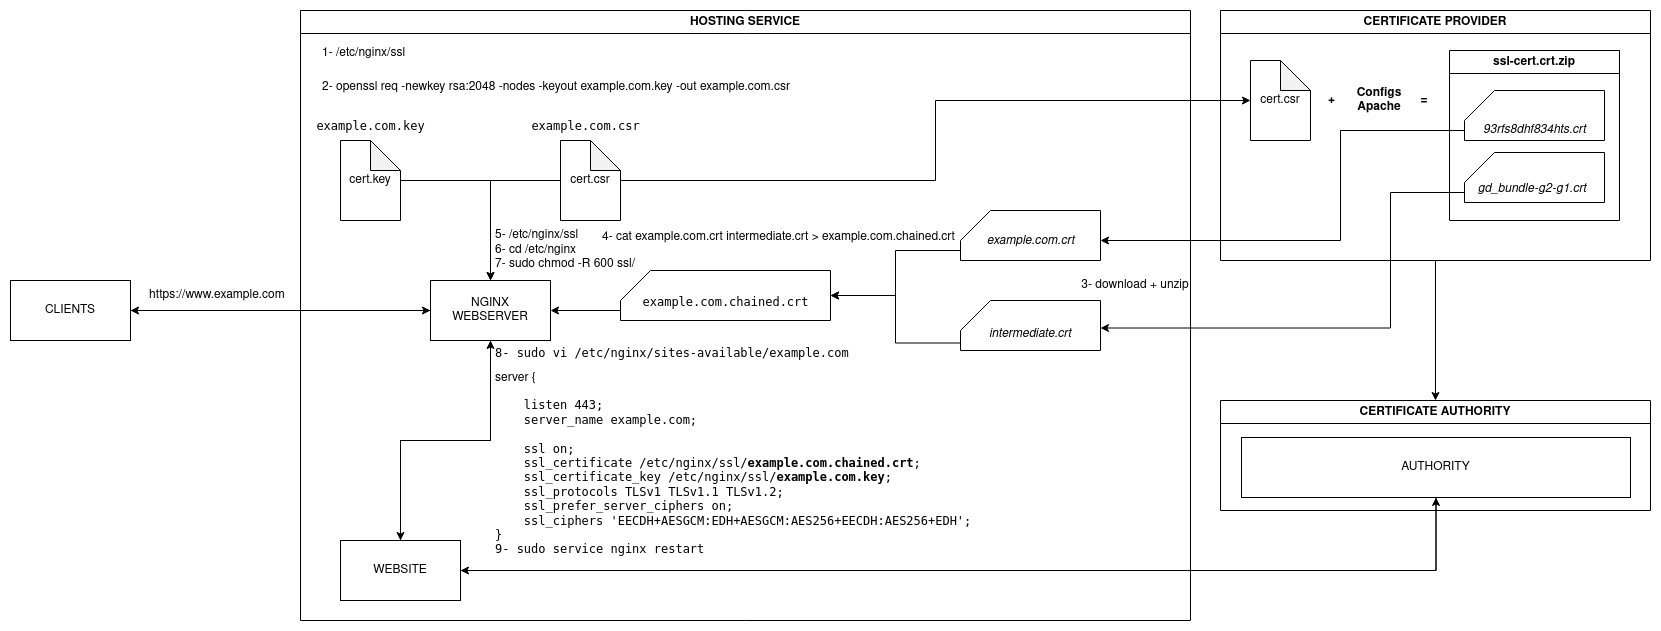 HOSTING SERVICE
1- /etc/nginx/ssl
2- openssl req -newkey rsa:2048 -nodes -keyout example.com.key -out example.com.csr
example.com.key
example.com.csr
cert.key
cert.csr
5- /etc/nginx/ssl
6- cd /etc/nginx
7- sudo chmod -R 600 ssl/
4- cat example.com.crt intermediate.crt > example.com.chained.crt
example.com.crt
3- download + unzip
intermediate.crt
example.com.chained.crt
NGINX
WEBSERVER
https://www.example.com
CLIENTS
8- sudo vi /etc/nginx/sites-available/example.com
server {
listen 443;
server_name example.com;
ssl on;
ssl_certificate /etc/nginx/ssl/example.com.chained.crt;
ssl_certificate_key /etc/nginx/ssl/example.com.key;
ssl_protocols TLSv1 TLSv1.1 TLSv1.2;
ssl_prefer_server_ciphers on;
ssl_ciphers 'EECDH+AESGCM:EDH+AESGCM:AES256+EECDH:AES256+EDH';
}
9- sudo service nginx restart
WEBSITE
CERTIFICATE PROVIDER
cert.csr
+
Configs
Apache
=
ssl-cert.crt.zip
93rfs8dhf834hts.crt
gd_bundle-g2-g1.crt
CERTIFICATE AUTHORITY
AUTHORITY